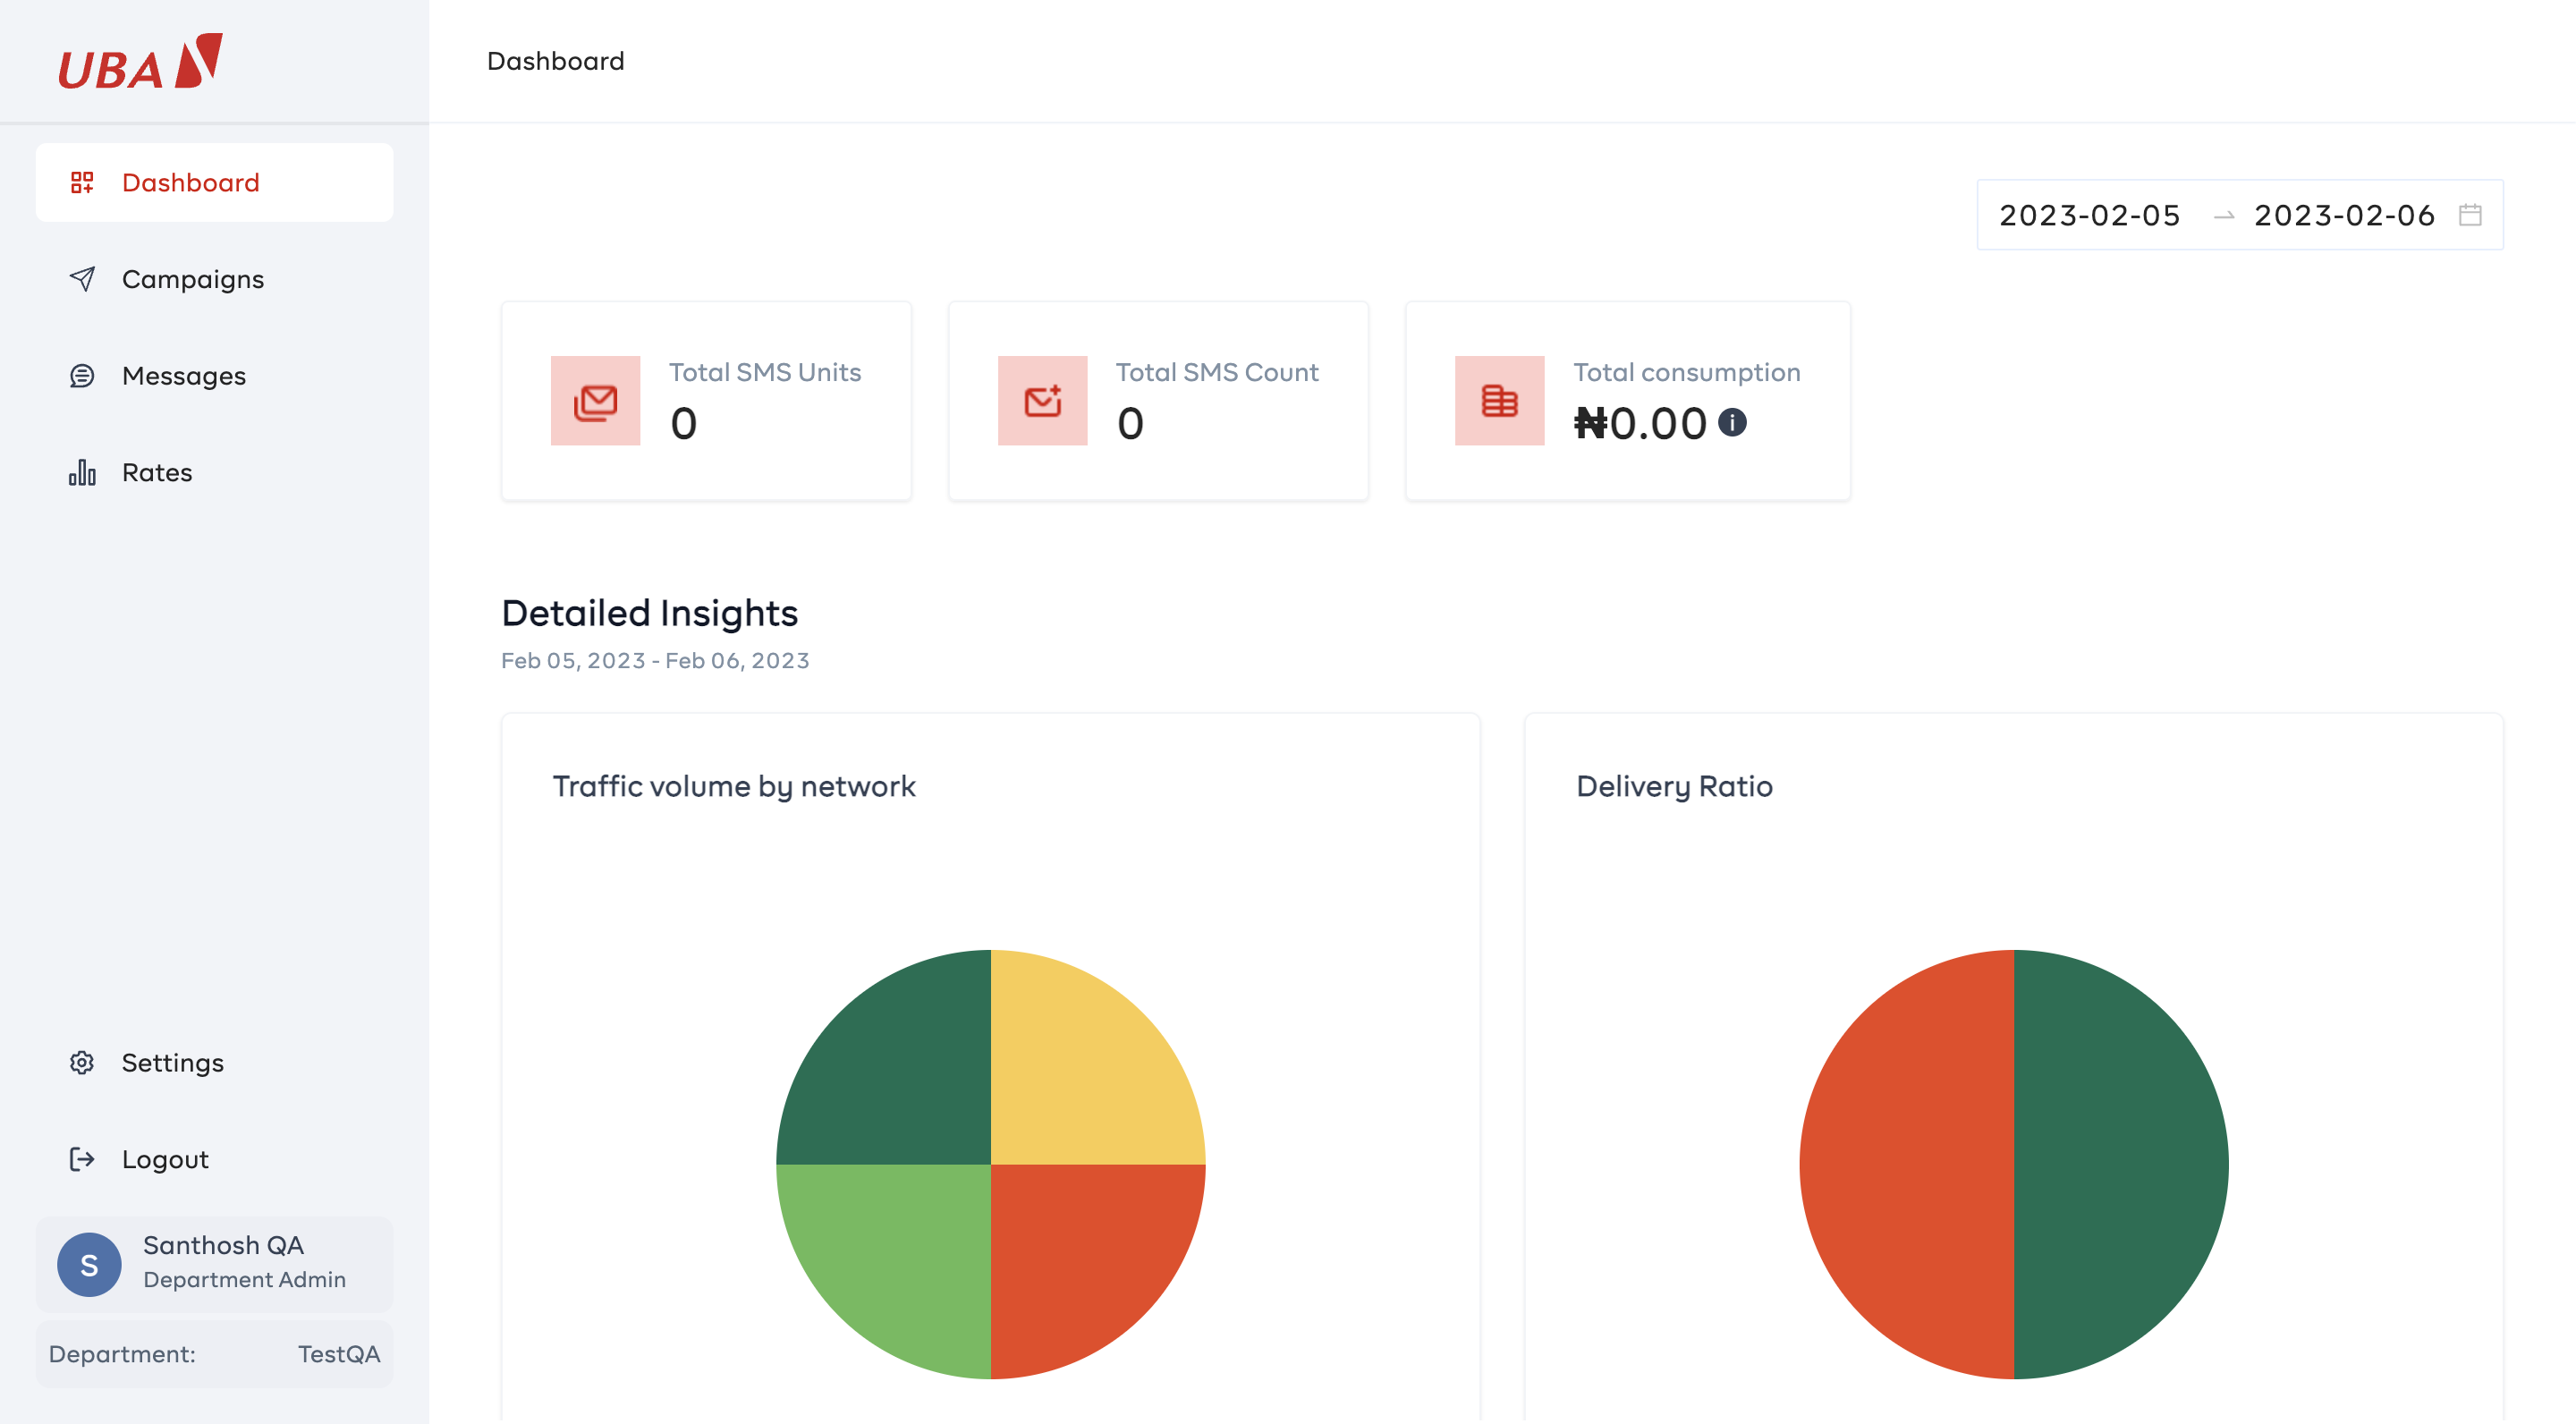 UBA
Dashboard
Dashboard
Campaigns
Messages
Rates
Settings
Logout
S
Santhosh QA
Department Admin
Department: TestQA
2023-02-05 → 2023-02-06
Total SMS Units
0
Total SMS Count
0
Total consumption
₦0.00 i
Detailed Insights
Feb 05, 2023 - Feb 06, 2023
Traffic volume by network
Delivery Ratio